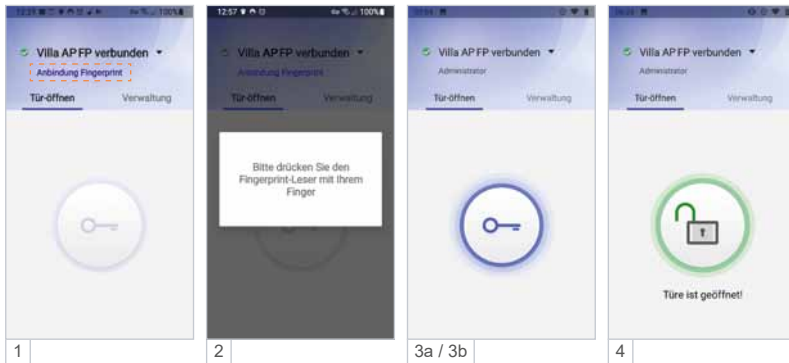 Villa AP FP verbunden
Anbindung Fingerprint
Tür-öffnen Verwaltung
1
12:57 100%
Villa AP FP verbunden
Anbindung Fingerprint
Tür-öffnen Verwaltung
Bitte drücken Sie den
Fingerprint-Leser mit Ihrem
Finger
2
Villa AP FP verbunden
Administrator
Tür-öffnen Verwaltung
3a / 3b
Villa AP FP verbunden
Administrator
Tür-öffnen Verwaltung
Türe ist geöffnet!
4